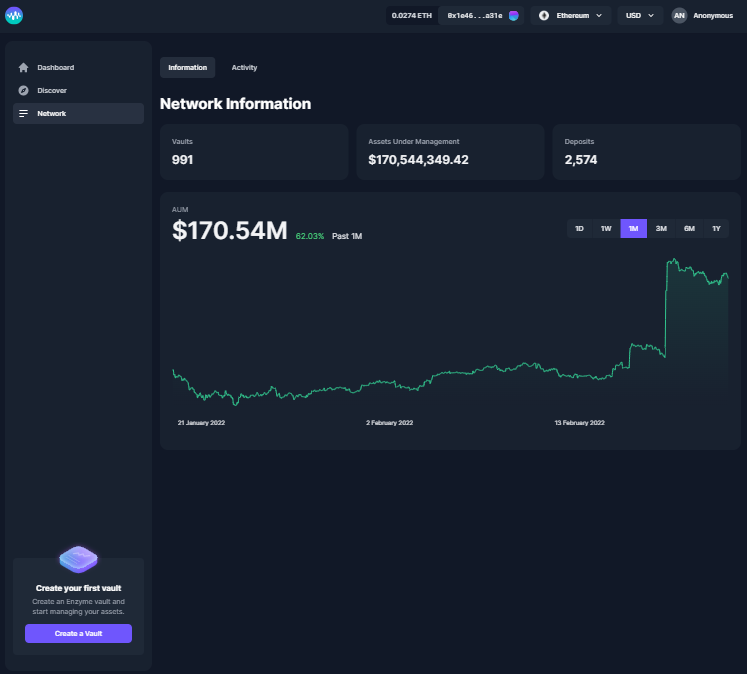 0.0274 ETH
0x1e46...a31e
Ethereum
USD
AN
Anonymous
Dashboard
Discover
Network
Information
Activity
Network Information
Vaults
991
Assets Under Management
$170,544,349.42
Deposits
2,574
AUM
$170.54M 62.03% Past 1M
1D 1W 1M 3M 6M 1Y
21 January 2022
2 February 2022
13 February 2022
Create your first vault
Create an Enzyme vault and
start managing your assets.
Create a Vault